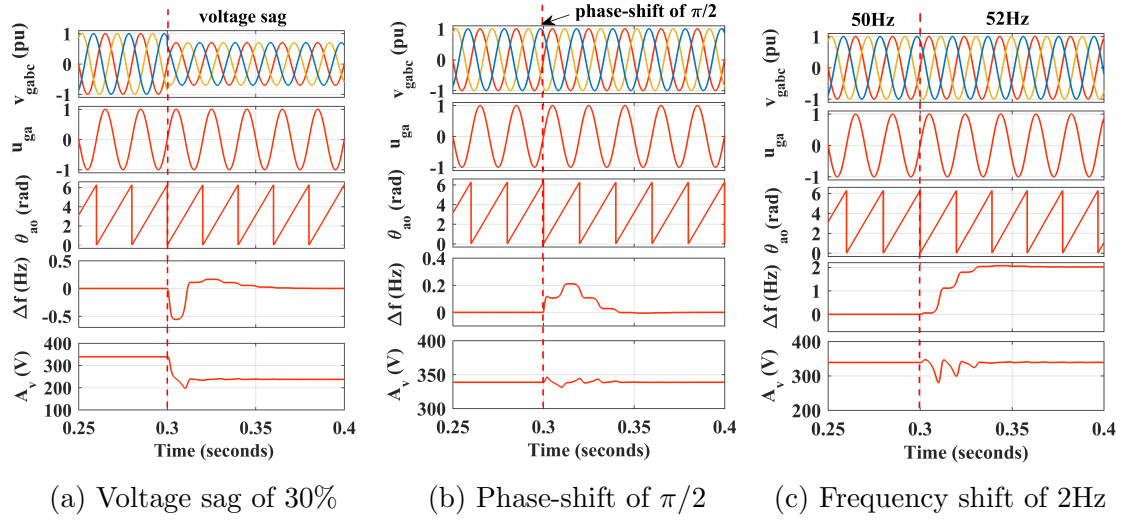 voltage sag
v_gabc (pu)
1
0
-1
u_ga
1
0
-1
θ_ao (rad)
6
4
2
0
Δf (Hz)
0.5
0
-0.5
A_v (V)
400
300
200
100
0.25
0.3
0.35
0.4
Time (seconds)
(a) Voltage sag of 30%
phase-shift of π/2
v_gabc (pu)
1
0
-1
u_ga
1
0
-1
θ_ao (rad)
6
4
2
0
Δf (Hz)
0.4
0.2
0
A_v (V)
400
350
300
0.25
0.3
0.35
0.4
Time (seconds)
(b) Phase-shift of π/2
50Hz 52Hz
v_gabc (pu)
1
0
-1
u_ga
1
0
-1
θ_ao (rad)
6
4
2
0
Δf (Hz)
2
1
0
A_v (V)
400
300
200
0.25
0.3
0.35
0.4
Time (seconds)
(c) Frequency shift of 2Hz